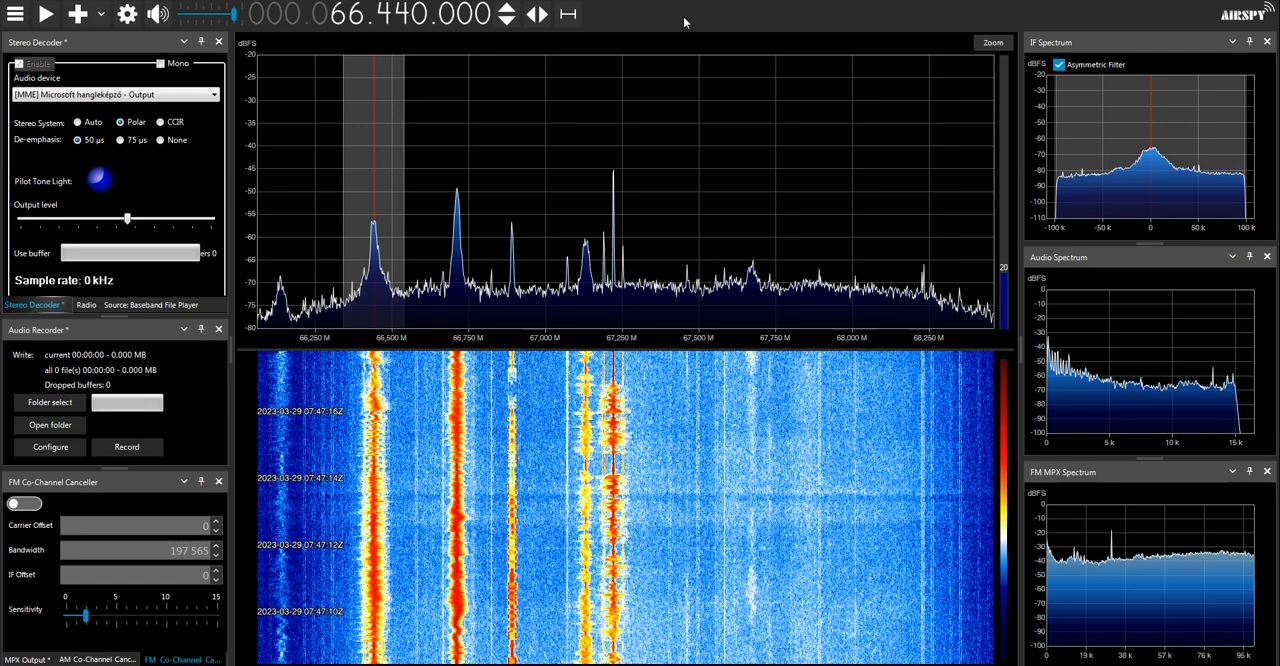 000.066.440.000
AIRSPY
Stereo Decoder *
Enable
Mono
Audio device
[MME] Microsoft hangleképző - Output
Stereo System:
Auto
Polar
CCIR
De-emphasis:
50 µs
75 µs
None
Pilot Tone Light:
Output level
Use buffer
ers 0
Sample rate: 0 kHz
Stereo Decoder *
Radio
Source: Baseband File Player
Audio Recorder *
Write:
current 00:00:00 - 0.000 MB
all 0 file(s) 00:00:00 - 0.000 MB
Dropped buffers: 0
Folder select
Open folder
Configure
Record
FM Co-Channel Canceller
Carrier Offset
0
Bandwidth
197 565
IF Offset
0
Sensitivity
0
5
10
15
MPX Output *
AM Co-Channel Canc...
FM Co-Channel Ca...
dBFS
Zoom
-20
-25
-30
-35
-40
-45
-50
-55
-60
-65
-70
-75
-80
20
66,250M
66,500M
66,750M
67,000M
67,250M
67,500M
67,750M
68,000M
68,250M
2023-03-29 07:47:16Z
2023-03-29 07:47:14Z
2023-03-29 07:47:12Z
2023-03-29 07:47:10Z
IF Spectrum
dBFS
Asymmetric Filter
-20
-30
-40
-50
-60
-70
-80
-90
-100
-110
-100 k
-50 k
0
50 k
100 k
Audio Spectrum
dBFS
0
-10
-20
-30
-40
-50
-60
-70
-80
-90
-100
0
5 k
10 k
15 k
FM MPX Spectrum
dBFS
0
-10
-20
-30
-40
-50
-60
-70
-80
-90
-100
0
19 k
38 k
57 k
76 k
95 k